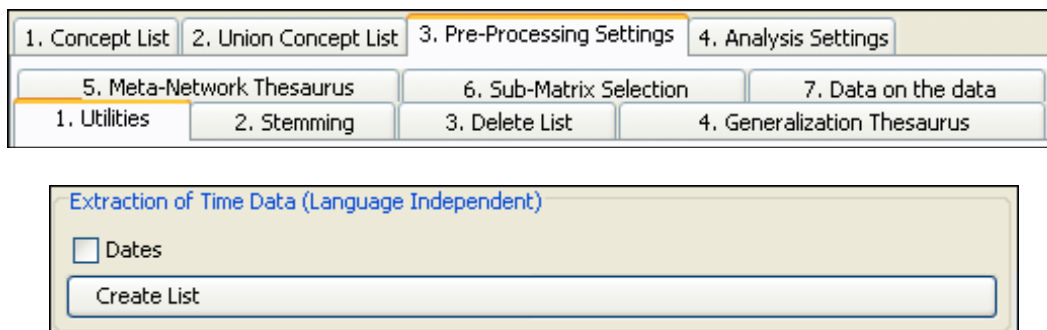 1. Concept List 2. Union Concept List 3. Pre-Processing Settings 4. Analysis Settings
5. Meta-Network Thesaurus 6. Sub-Matrix Selection 7. Data on the data
1. Utilities 2. Stemming 3. Delete List 4. Generalization Thesaurus
Extraction of Time Data (Language Independent)
Dates
Create List